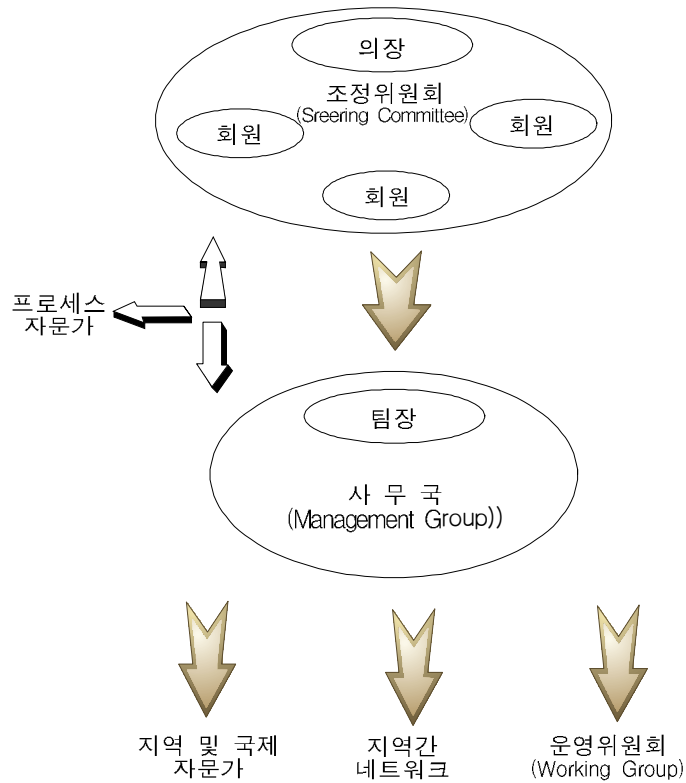 의장
조정위원회
(Sreering Committee)
회원
회원
회원
프로세스
자문가
팀장
사 무 국
(Management Group))
지역 및 국제
자문가
지역간
네트워크
운영위원회
(Working Group)